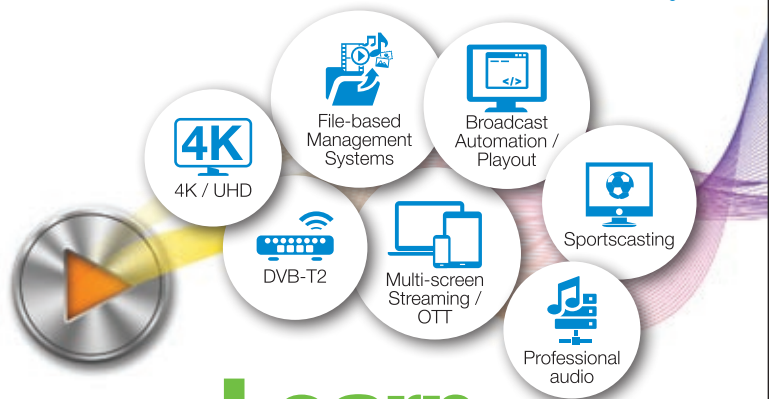 File-based
Management
Systems
Broadcast
Automation /
Playout
</>
4K
4K / UHD
Sportscasting
DVB-T2
Multi-screen
Streaming /
OTT
Professional
audio
Learn